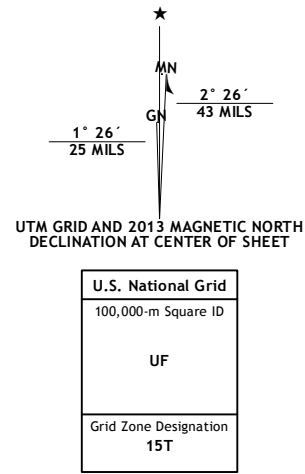 ★
MN
GN
2° 26´
43 MILS
1° 26´
25 MILS
UTM GRID AND 2013 MAGNETIC NORTH
DECLINATION AT CENTER OF SHEET
U.S. National Grid
100,000-m Square ID
UF
Grid Zone Designation
15T